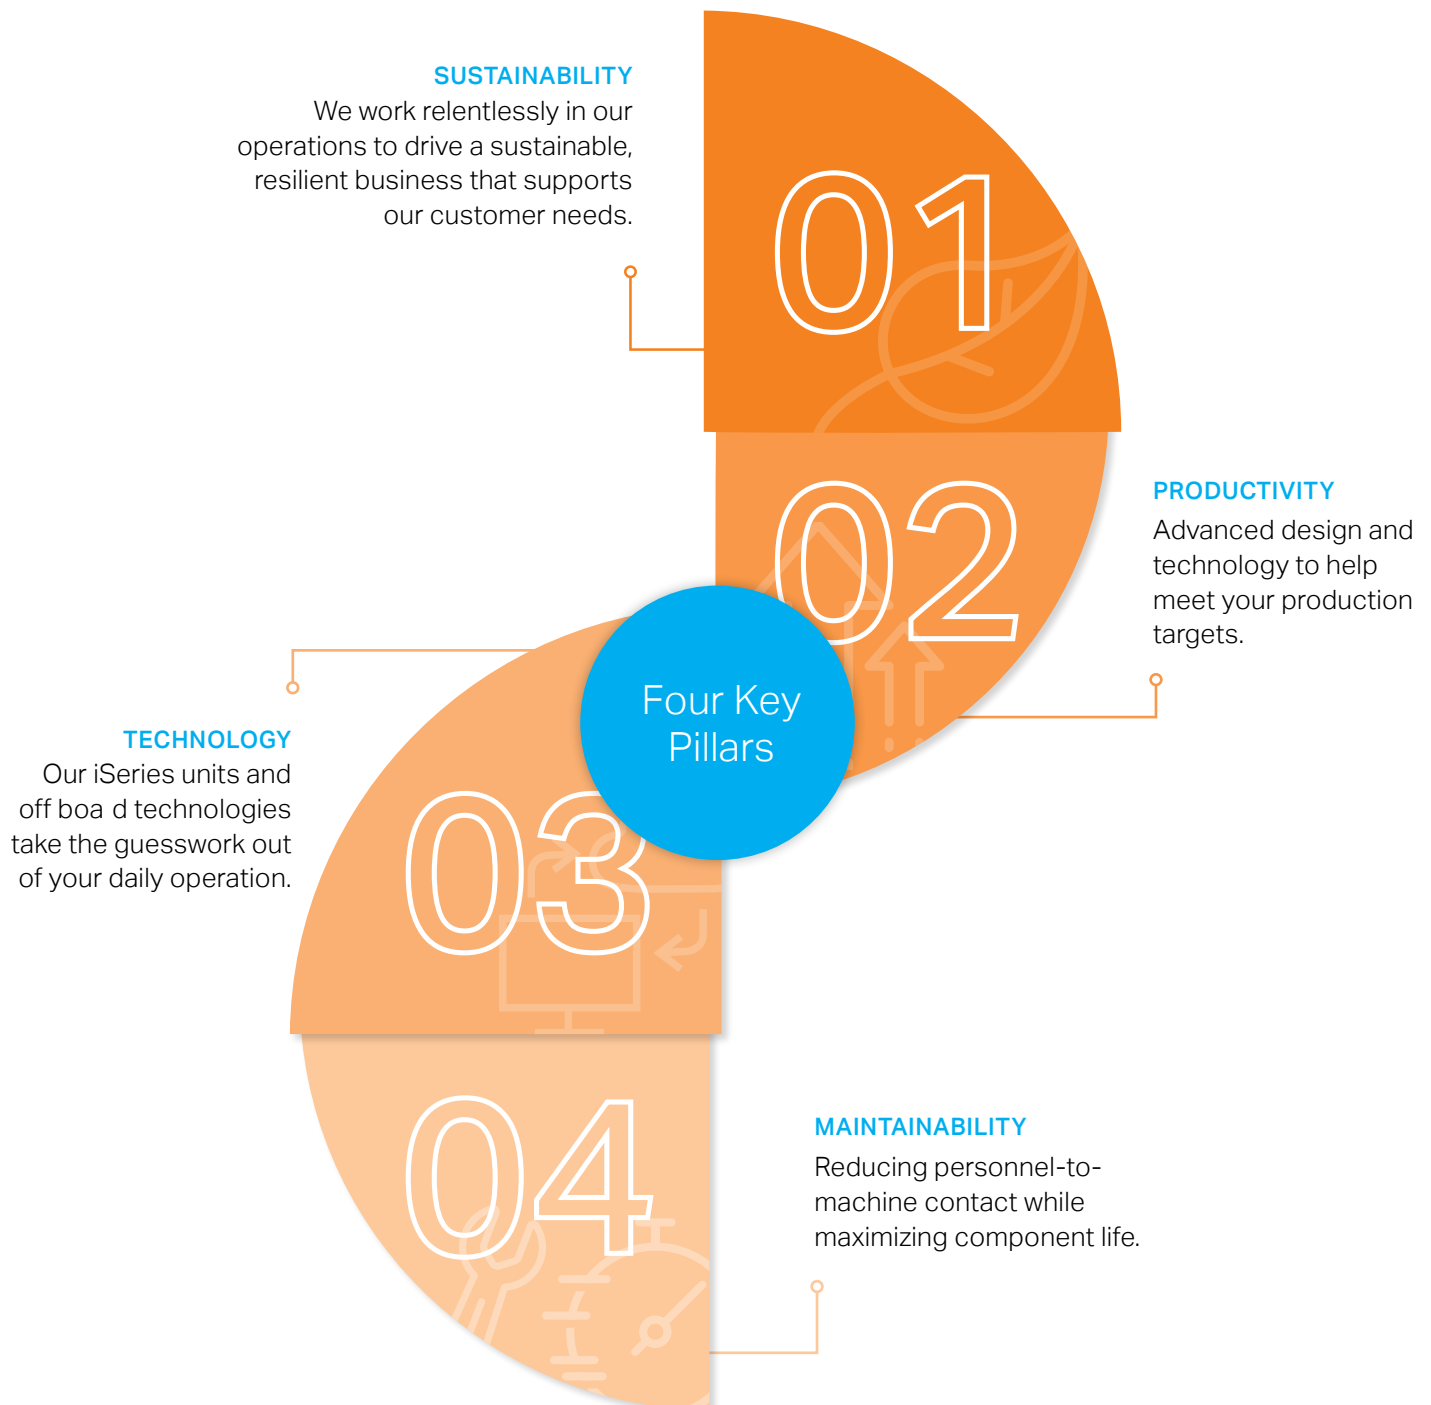 SUSTAINABILITY
We work relentlessly in our
operations to drive a sustainable,
resilient business that supports
our customer needs.
01
02
PRODUCTIVITY
Advanced design and
technology to help
meet your production
targets.
Four Key
Pillars
TECHNOLOGY
Our iSeries units and
off boa d technologies
take the guesswork out
of your daily operation.
03
04
MAINTAINABILITY
Reducing personnel-to-
machine contact while
maximizing component life.